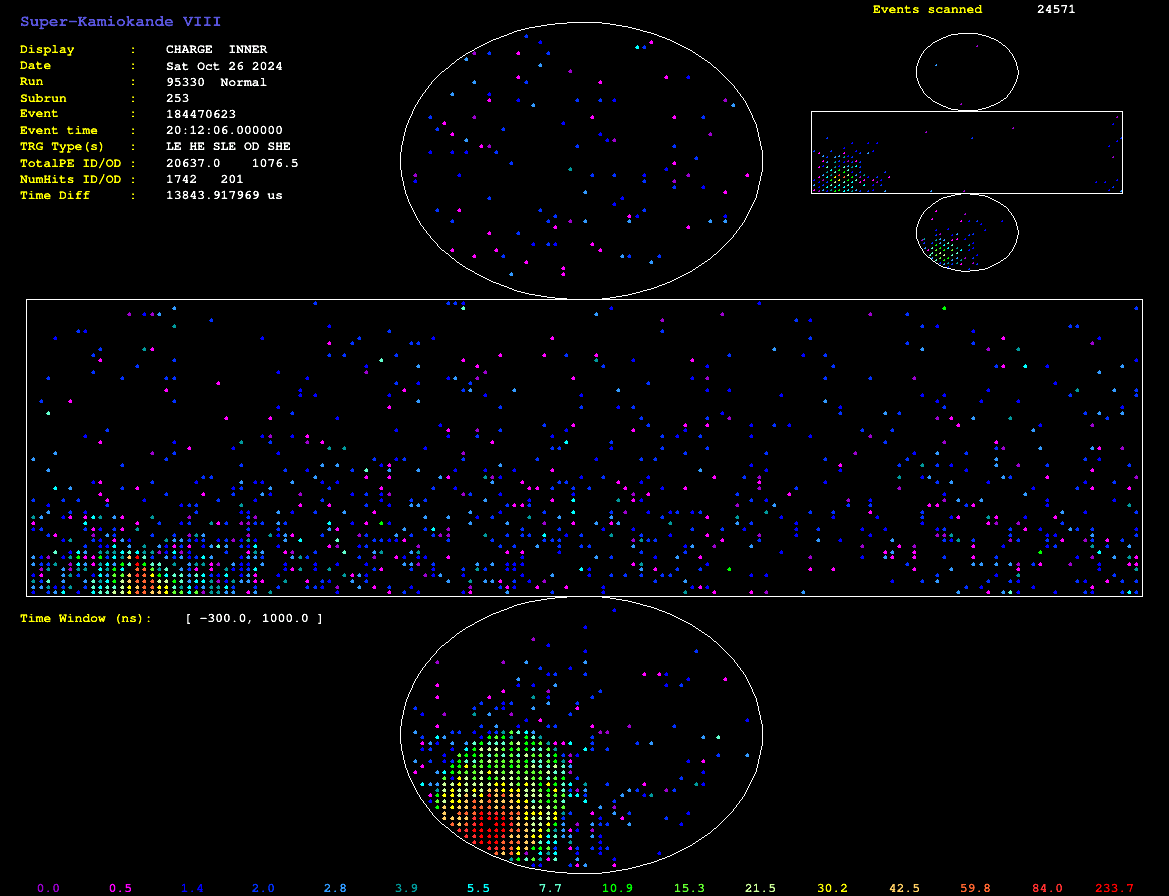 Super-Kamiokande VIII
Events scanned 24571
Display : CHARGE INNER
Date : Sat Oct 26 2024
Run : 95330 Normal
Subrun : 253
Event : 184470623
Event time : 20:12:06.000000
TRG Type(s) : LE HE SLE OD SHE
TotalPE ID/OD : 20637.0 1076.5
NumHits ID/OD : 1742 201
Time Diff : 13843.917969 us
Time Window (ns): [ -300.0, 1000.0 ]
0.0 0.5 1.4 2.0 2.8 3.9 5.5 7.7 10.9 15.3 21.5 30.2 42.5 59.8 84.0 233.7